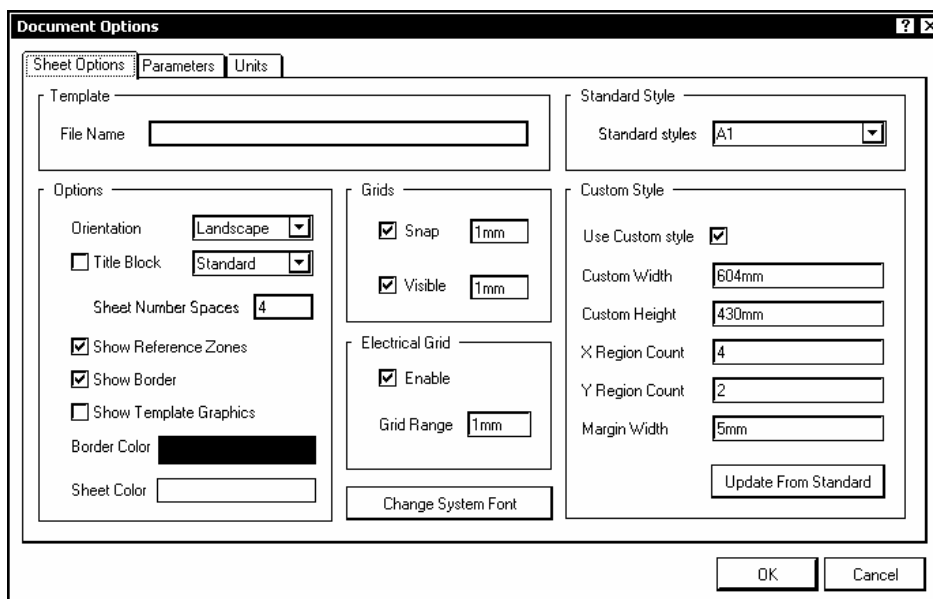 Document Options
Sheet Options
Parameters
Units
Template
File Name
Standard Style
Standard styles
A1
Options
Orientation
Landscape
Title Block
Standard
Sheet Number Spaces
4
Show Reference Zones
Show Border
Show Template Graphics
Border Color
Sheet Color
Grids
Snap
1mm
Visible
1mm
Electrical Grid
Enable
Grid Range
1mm
Change System Font
Custom Style
Use Custom style
Custom Width
604mm
Custom Height
430mm
X Region Count
4
Y Region Count
2
Margin Width
5mm
Update From Standard
OK
Cancel